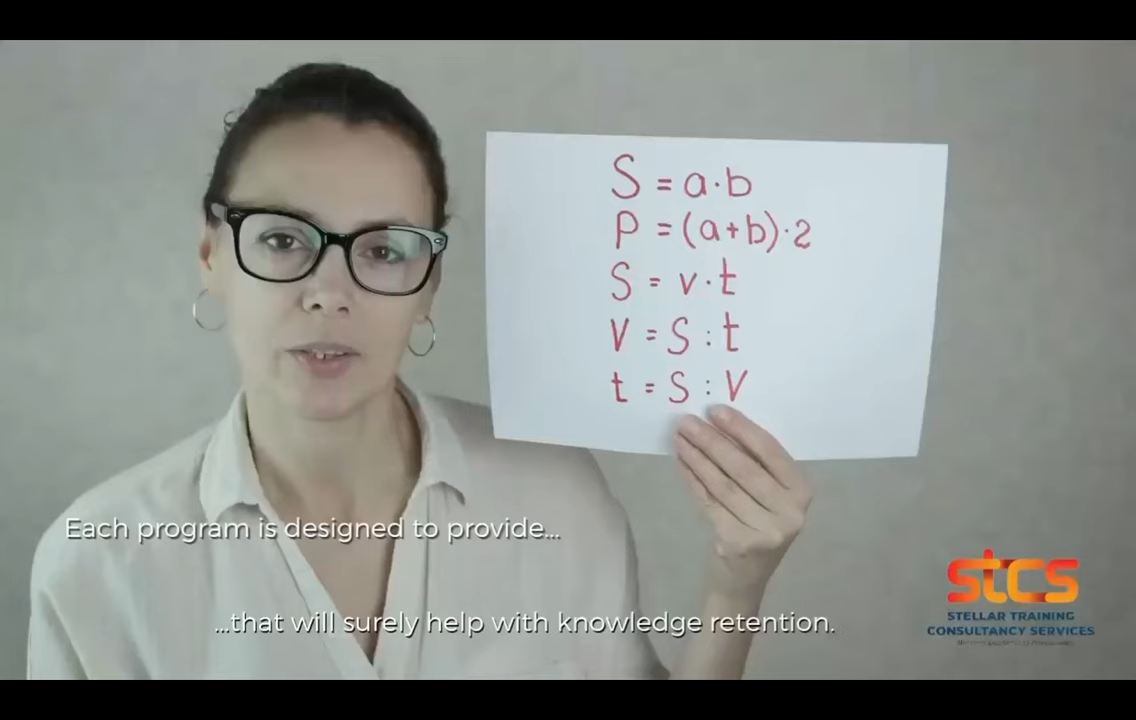 S = a·b
P = (a+b)·2
S = v·t
V = S:t
t = S:V
Each program is designed to provide...
...that will surely help with knowledge retention.
stcs
STELLAR TRAINING
CONSULTANCY SERVICES